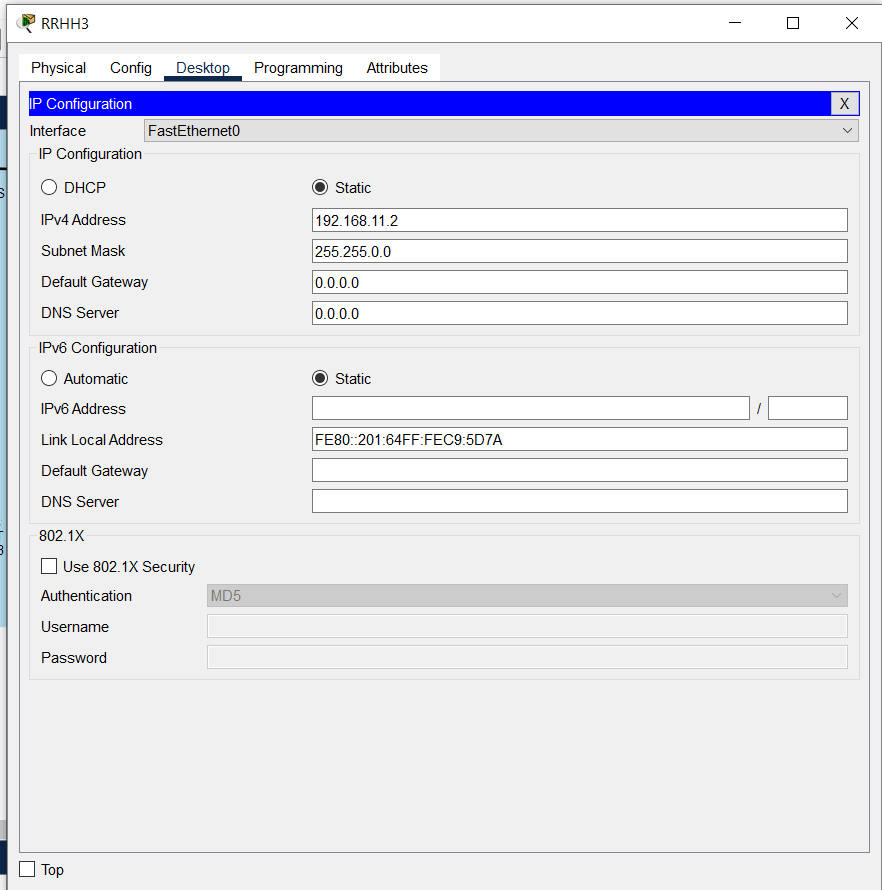 RRHH3
Physical Config Desktop Programming Attributes
IP Configuration X
Interface FastEthernet0
IP Configuration
DHCP Static
IPv4 Address 192.168.11.2
Subnet Mask 255.255.0.0
Default Gateway 0.0.0.0
DNS Server 0.0.0.0
IPv6 Configuration
Automatic Static
IPv6 Address /
Link Local Address FE80::201:64FF:FEC9:5D7A
Default Gateway
DNS Server
802.1X
Use 802.1X Security
Authentication MD5
Username
Password
Top